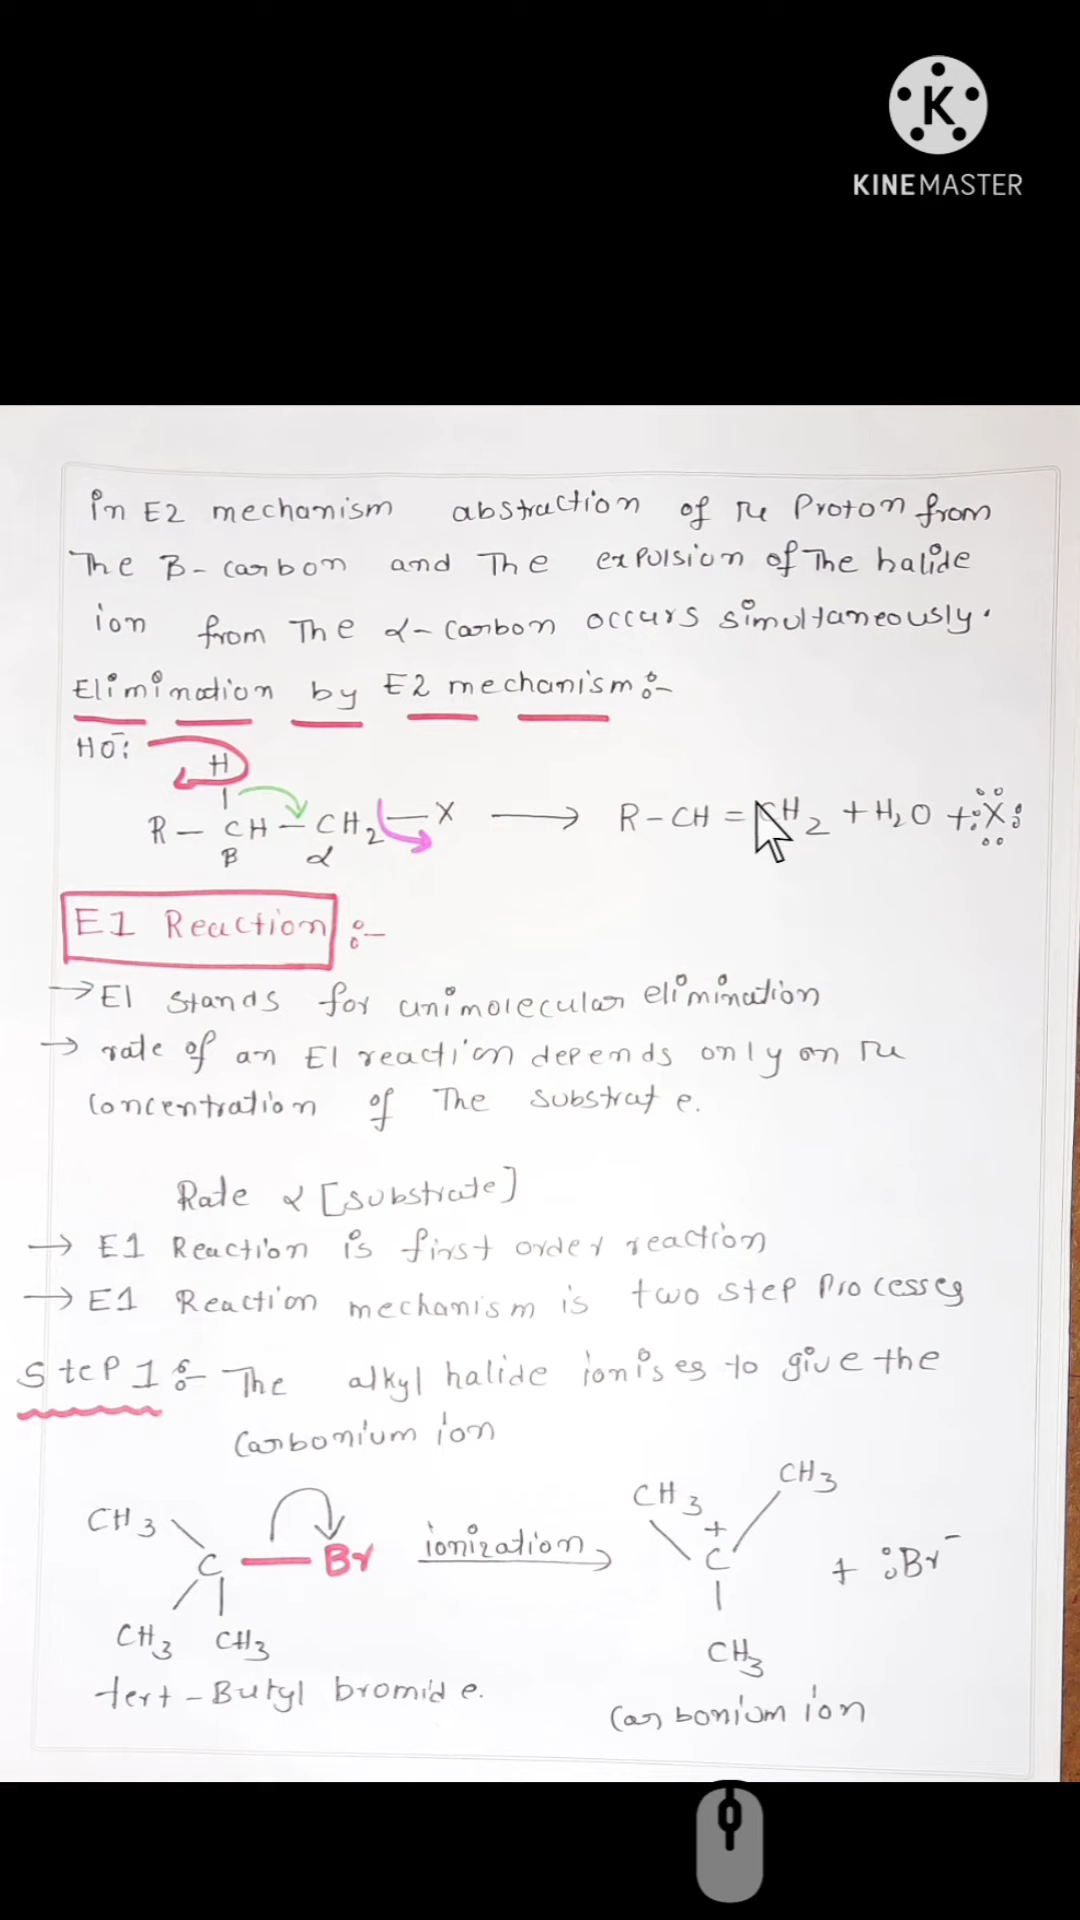 K
KINEMASTER
in E2 mechanism abstraction of The Proton from
The β- carbon and The expulsion of The halide
ion from The α- carbon occurs simultaneously.
Elimination by E2 mechanism:-
HO⁻:
H
R - CH - CH₂ - X ⟶ R - CH = CH₂ + H₂O + :X:
β α
E1 Reaction :-
→ E1 stands for unimolecular elimination
→ rate of an E1 reaction depends only on The
concentration of The substrate.
Rate α [substrate]
→ E1 Reaction is first order reaction
→ E1 Reaction mechanism is two step Processes
Step 1:- The alkyl halide ionises to give the
Carbonium ion
CH₃ CH₃ CH₃
C - Br ionization → C⁺ + :Br⁻
CH₃ CH₃ CH₃
tert - Butyl bromide.
Carbonium ion